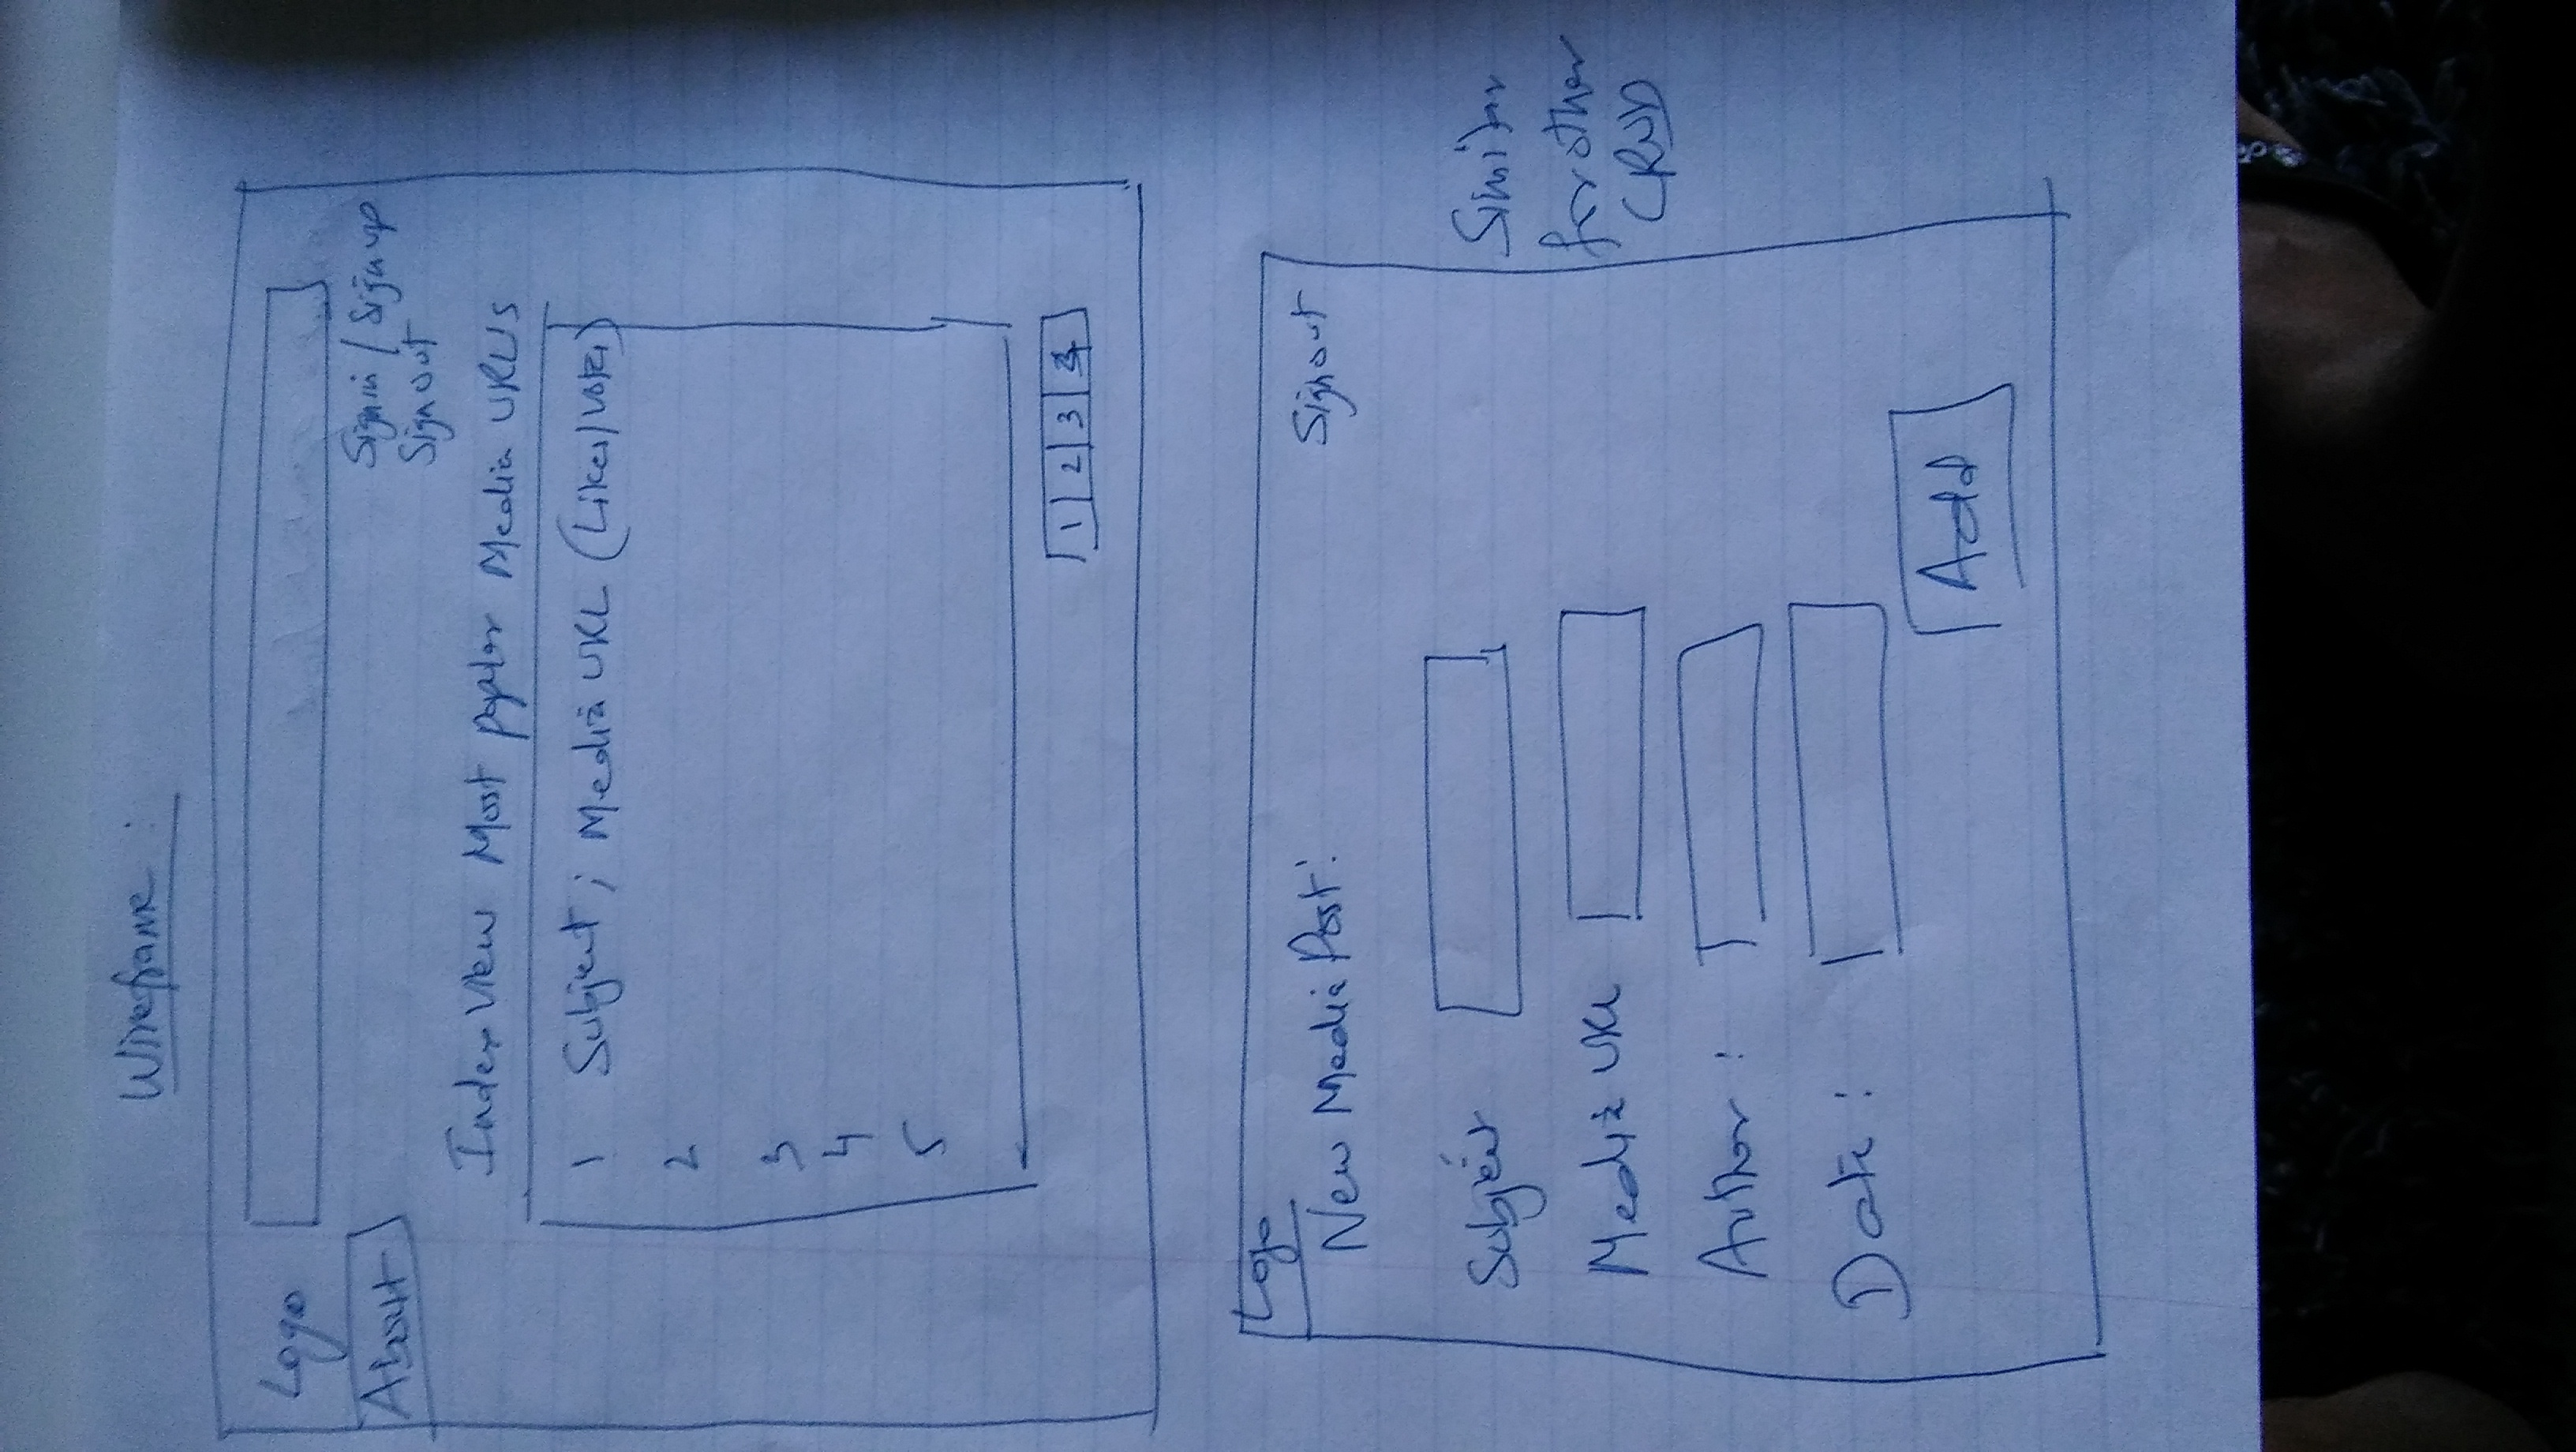 Wireframe :
Logo
About
Signin / Signup
Signout
Index View Most popular Media URL's
1 Subject ; Media URL (Likes/Votes)
2
3
4
5
1 2 3 4
Logo
New Media Post:
Signout
Subject
Media URL
Author :
Date :
Add
Similar
for other
CRUD